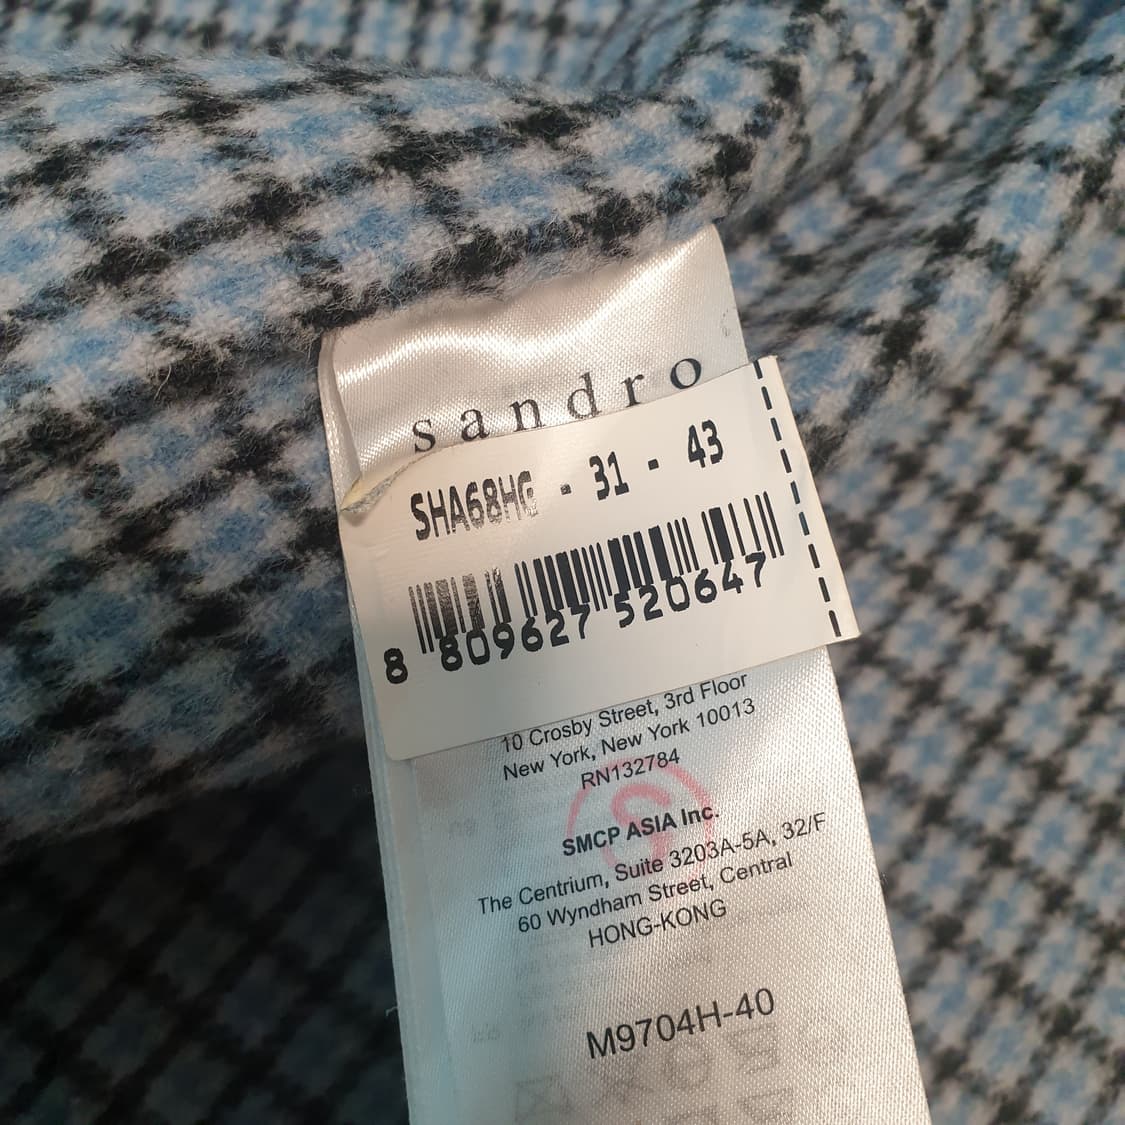 sandro
SHA68HG - 31 - 43
8 809627 520647
10 Crosby Street, 3rd Floor
New York, New York 10013
RN132784
SMCP ASIA Inc.
The Centrium, Suite 3203A-5A, 32/F
60 Wyndham Street, Central
HONG-KONG
M9704H-40